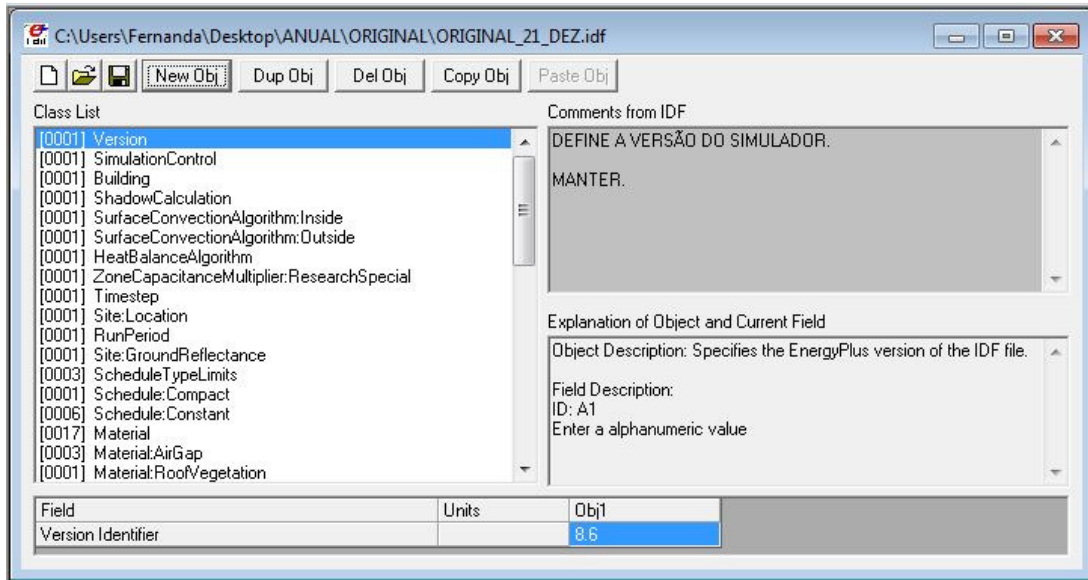 C:\Users\Fernanda\Desktop\ANUAL\ORIGINAL\ORIGINAL_21_DEZ.idf
New Obj Dup Obj Del Obj Copy Obj Paste Obj
Class List
[0001] Version
[0001] SimulationControl
[0001] Building
[0001] ShadowCalculation
[0001] SurfaceConvectionAlgorithm:Inside
[0001] SurfaceConvectionAlgorithm:Outside
[0001] HeatBalanceAlgorithm
[0001] ZoneCapacitanceMultiplier:ResearchSpecial
[0001] Timestep
[0001] Site:Location
[0001] RunPeriod
[0001] Site:GroundReflectance
[0003] ScheduleTypeLimits
[0001] Schedule:Compact
[0006] Schedule:Constant
[0017] Material
[0003] Material:AirGap
[0001] Material:RoofVegetation
Comments from IDF
DEFINE A VERSÃO DO SIMULADOR.
MANTER.
Explanation of Object and Current Field
Object Description: Specifies the EnergyPlus version of the IDF file.
Field Description:
ID: A1
Enter a alphanumeric value
Field Units Obj1
Version Identifier 8.6